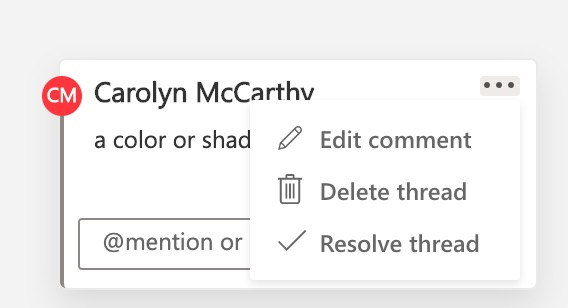 CM
Carolyn McCarthy
a color or shad
Edit comment
Delete thread
@mention or
Resolve thread